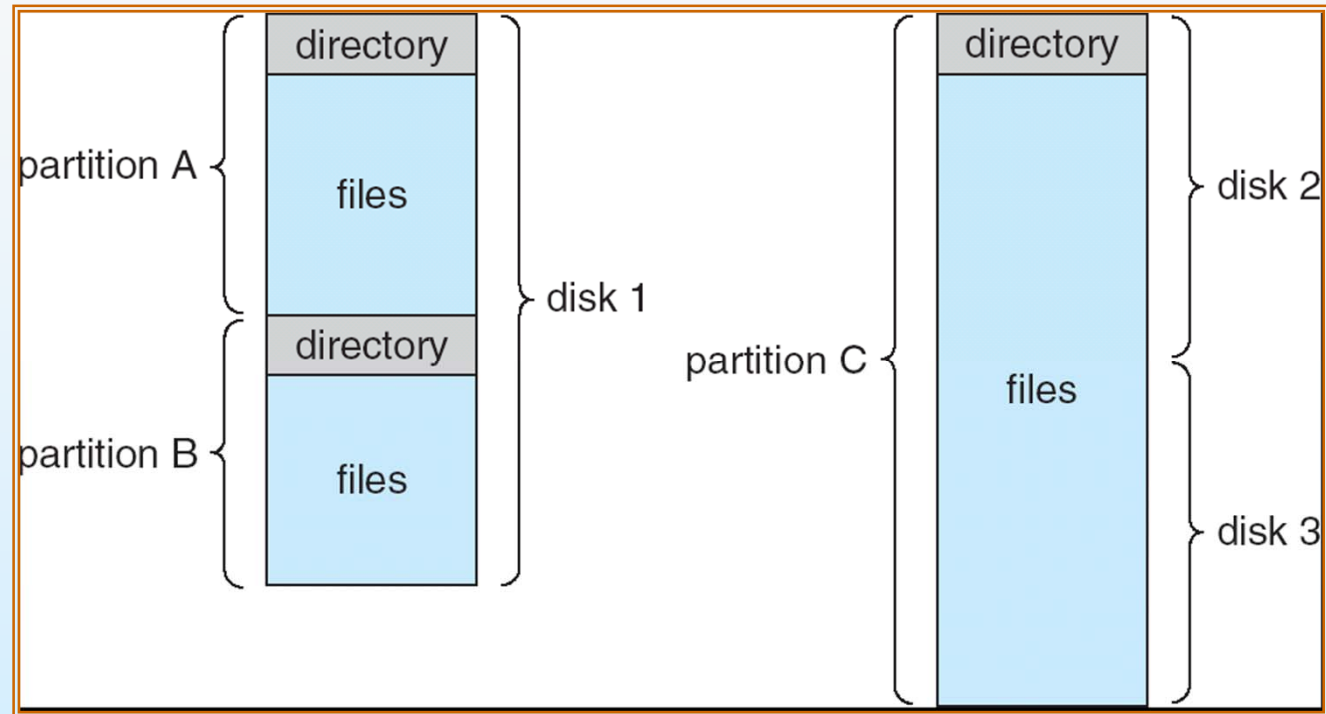 directory
partition A
files
disk 1
directory
partition B
files
directory
disk 2
partition C
files
disk 3